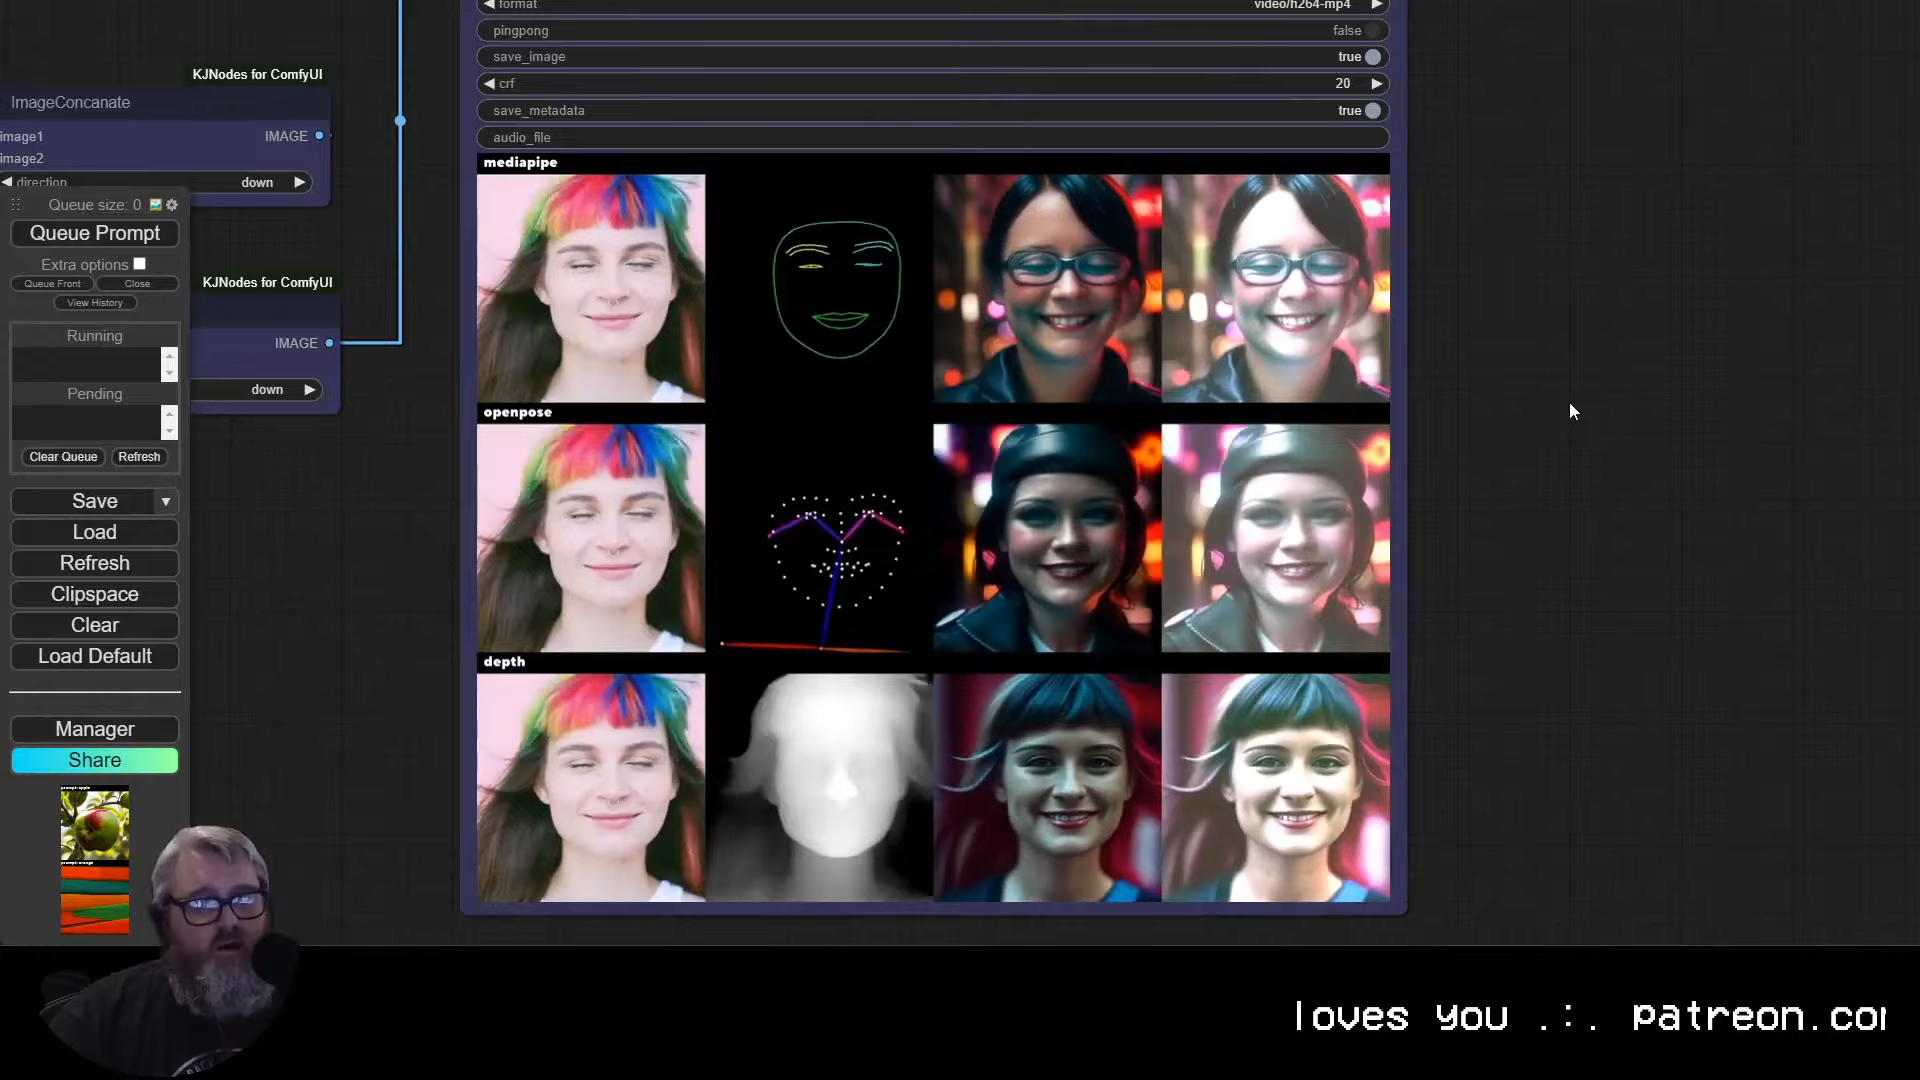 format video/h264-mp4
pingpong false
save_image true
crf 20
save_metadata true
audio_file
KJNodes for ComfyUI
ImageConcanate
image1 IMAGE
image2
direction down
Queue size: 0
Queue Prompt
Extra options
Queue Front Close
View History
Running
Pending
Clear Queue Refresh
Save
Load
Refresh
Clipspace
Clear
Load Default
Manager
Share
KJNodes for ComfyUI
IMAGE
down
mediapipe
openpose
depth
loves you .:. patreon.co